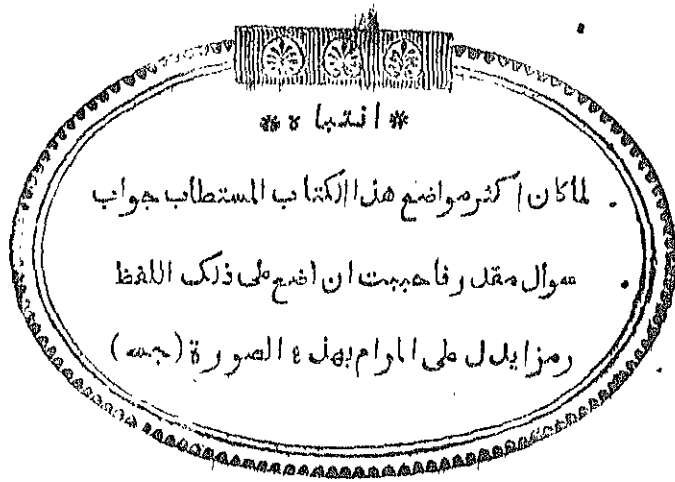 * انتباه *
لما كان اكثر مواضع هذا الكتاب المستطاب جواب
سوال مقدر فاحببت ان اضع على ذلك اللفظ
رمزا يدل على المرام بهذه الصورة (جسه)